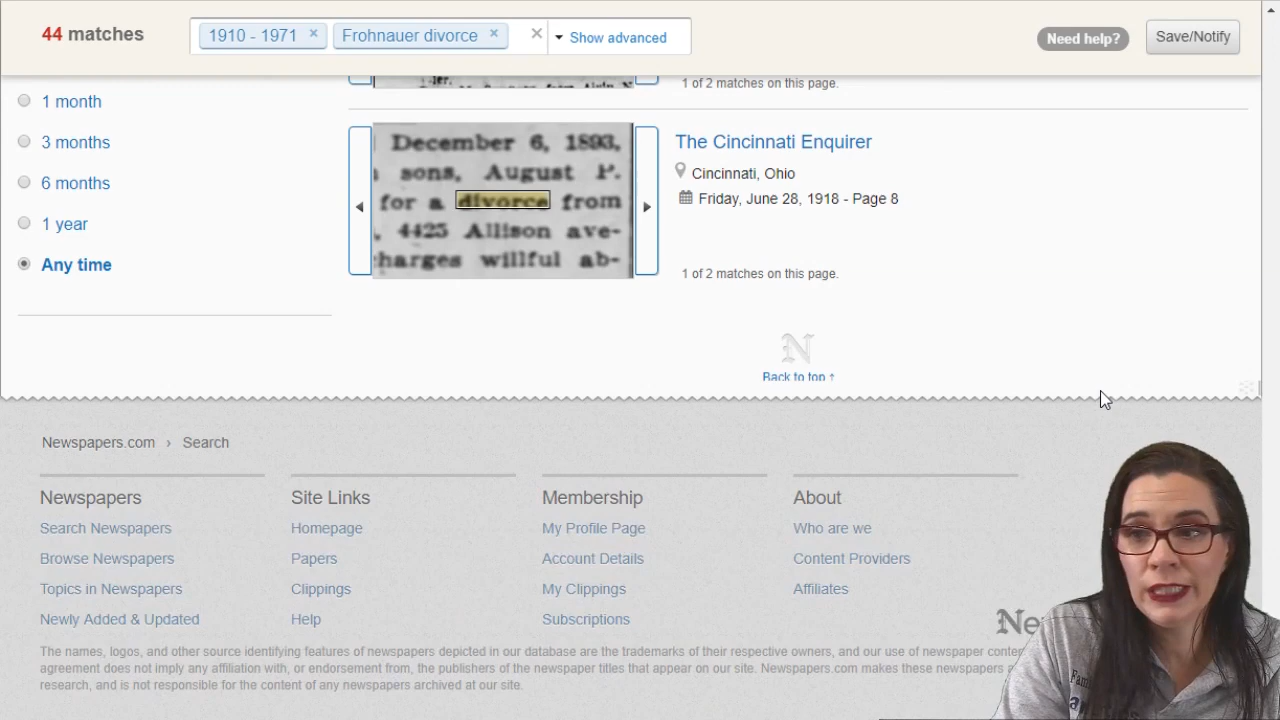 44 matches
1910 - 1971 ×
Frohnauer divorce ×
×
Show advanced
Need help?
Save/Notify
1 month
3 months
6 months
1 year
Any time
1 of 2 matches on this page.
December 6, 1893,
sons, August P.
for a divorce from
, 4425 Allison ave-
harges willful ab-
The Cincinnati Enquirer
Cincinnati, Ohio
Friday, June 28, 1918 - Page 8
1 of 2 matches on this page.
N
Back to top ↑
Newspapers.com › Search
Newspapers
Search Newspapers
Browse Newspapers
Topics in Newspapers
Newly Added & Updated
Site Links
Homepage
Papers
Clippings
Help
Membership
My Profile Page
Account Details
My Clippings
Subscriptions
About
Who are we
Content Providers
Affiliates
Ne
The names, logos, and other source identifying features of newspapers depicted in our database are the trademarks of their respective owners, and our use of newspaper conte
agreement does not imply any affiliation with, or endorsement from, the publishers of the newspaper titles that appear on our site. Newspapers.com makes these newspapers
research, and is not responsible for the content of any newspapers archived at our site.
Fam